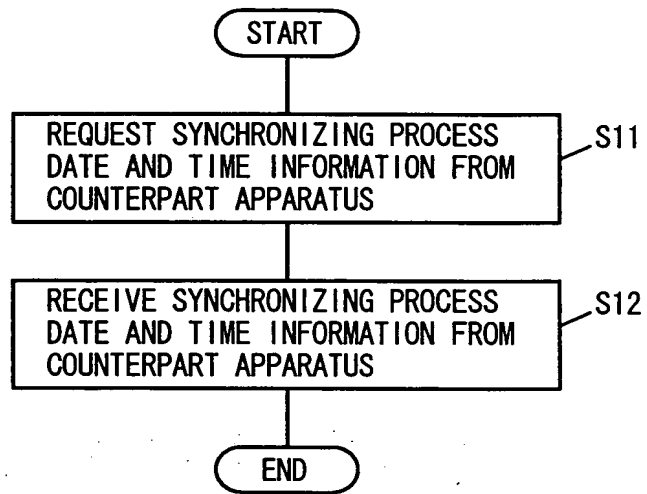 START
REQUEST SYNCHRONIZING PROCESS
DATE AND TIME INFORMATION FROM
COUNTERPART APPARATUS
S11
RECEIVE SYNCHRONIZING PROCESS
DATE AND TIME INFORMATION FROM
COUNTERPART APPARATUS
S12
END